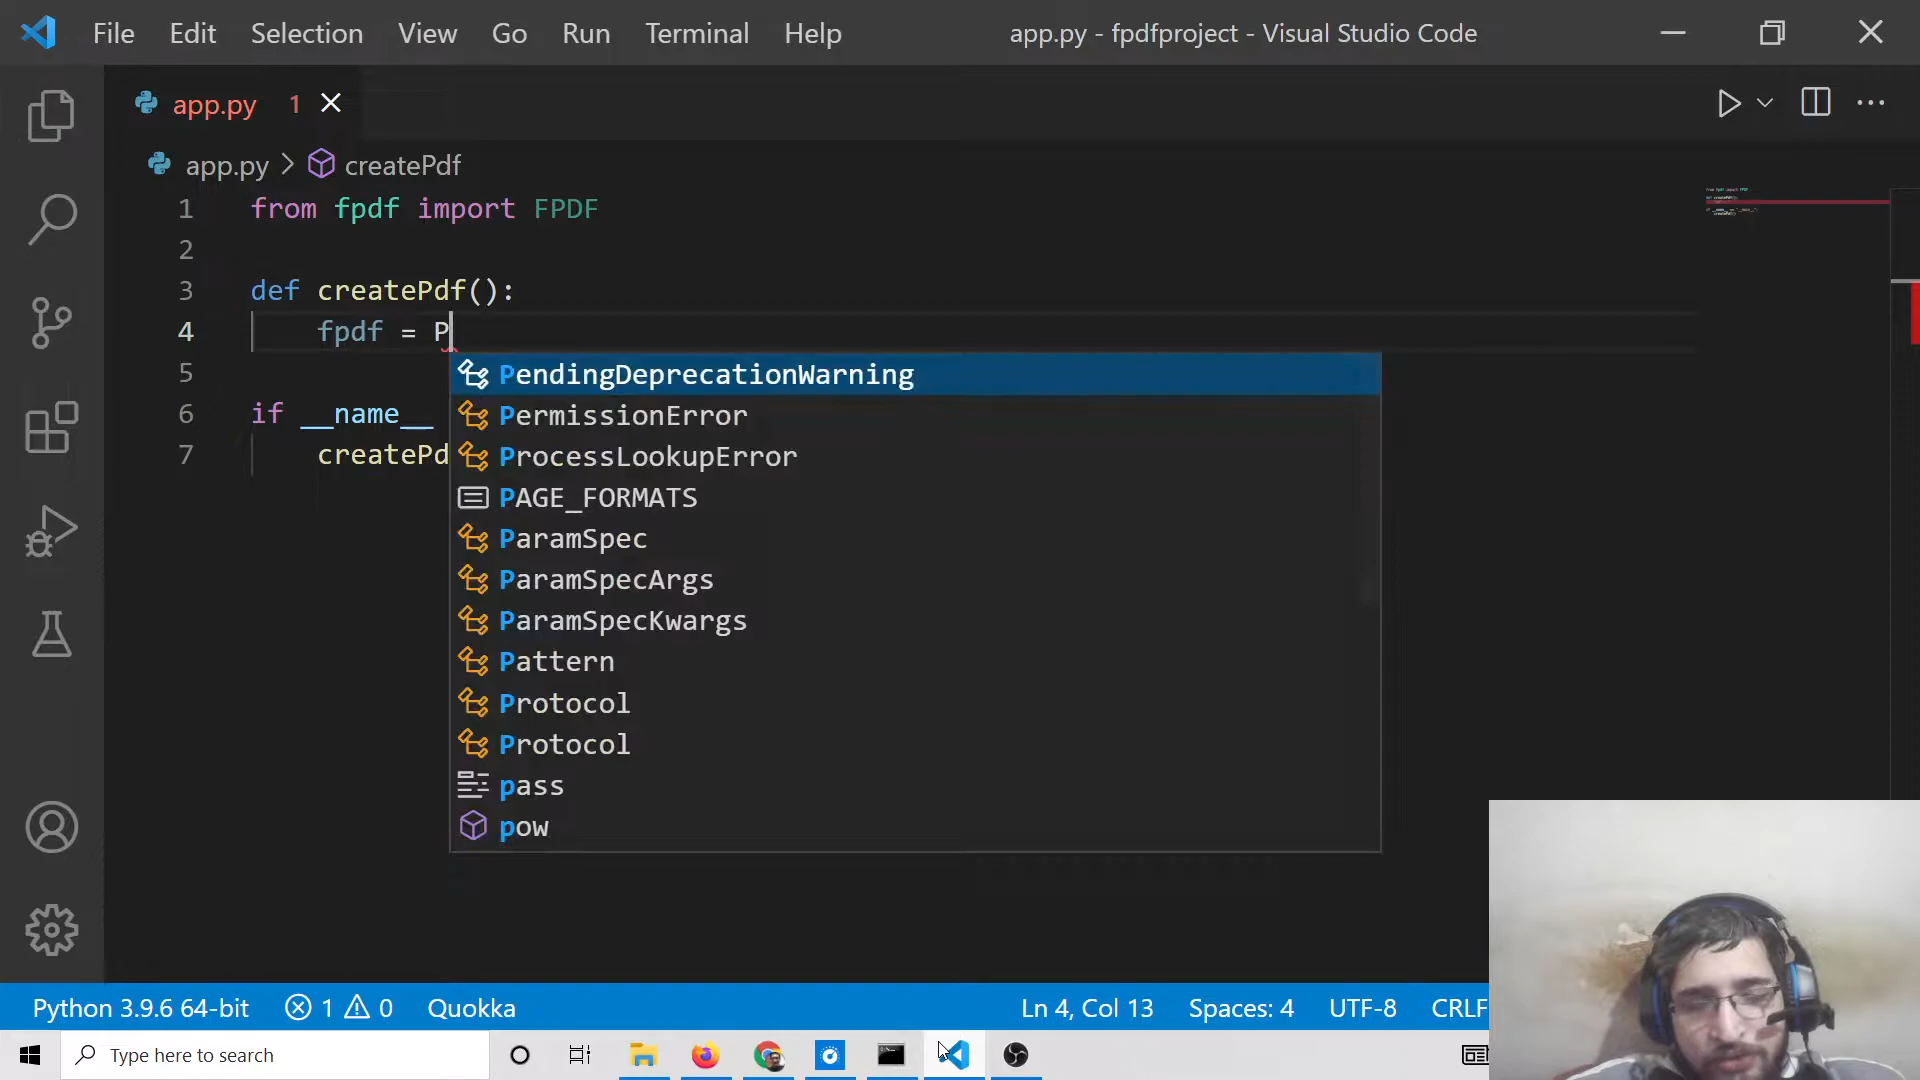 File Edit Selection View Go Run Terminal Help app.py - fpdfproject - Visual Studio Code
app.py 1
app.py > createPdf
1 from fpdf import FPDF
2
3 def createPdf():
4 fpdf = P
5
6 if __name__
7 createPd
PendingDeprecationWarning
PermissionError
ProcessLookupError
PAGE_FORMATS
ParamSpec
ParamSpecArgs
ParamSpecKwargs
Pattern
Protocol
Protocol
pass
pow
Python 3.9.6 64-bit 1 0 Quokka Ln 4, Col 13 Spaces: 4 UTF-8 CRLF
Type here to search